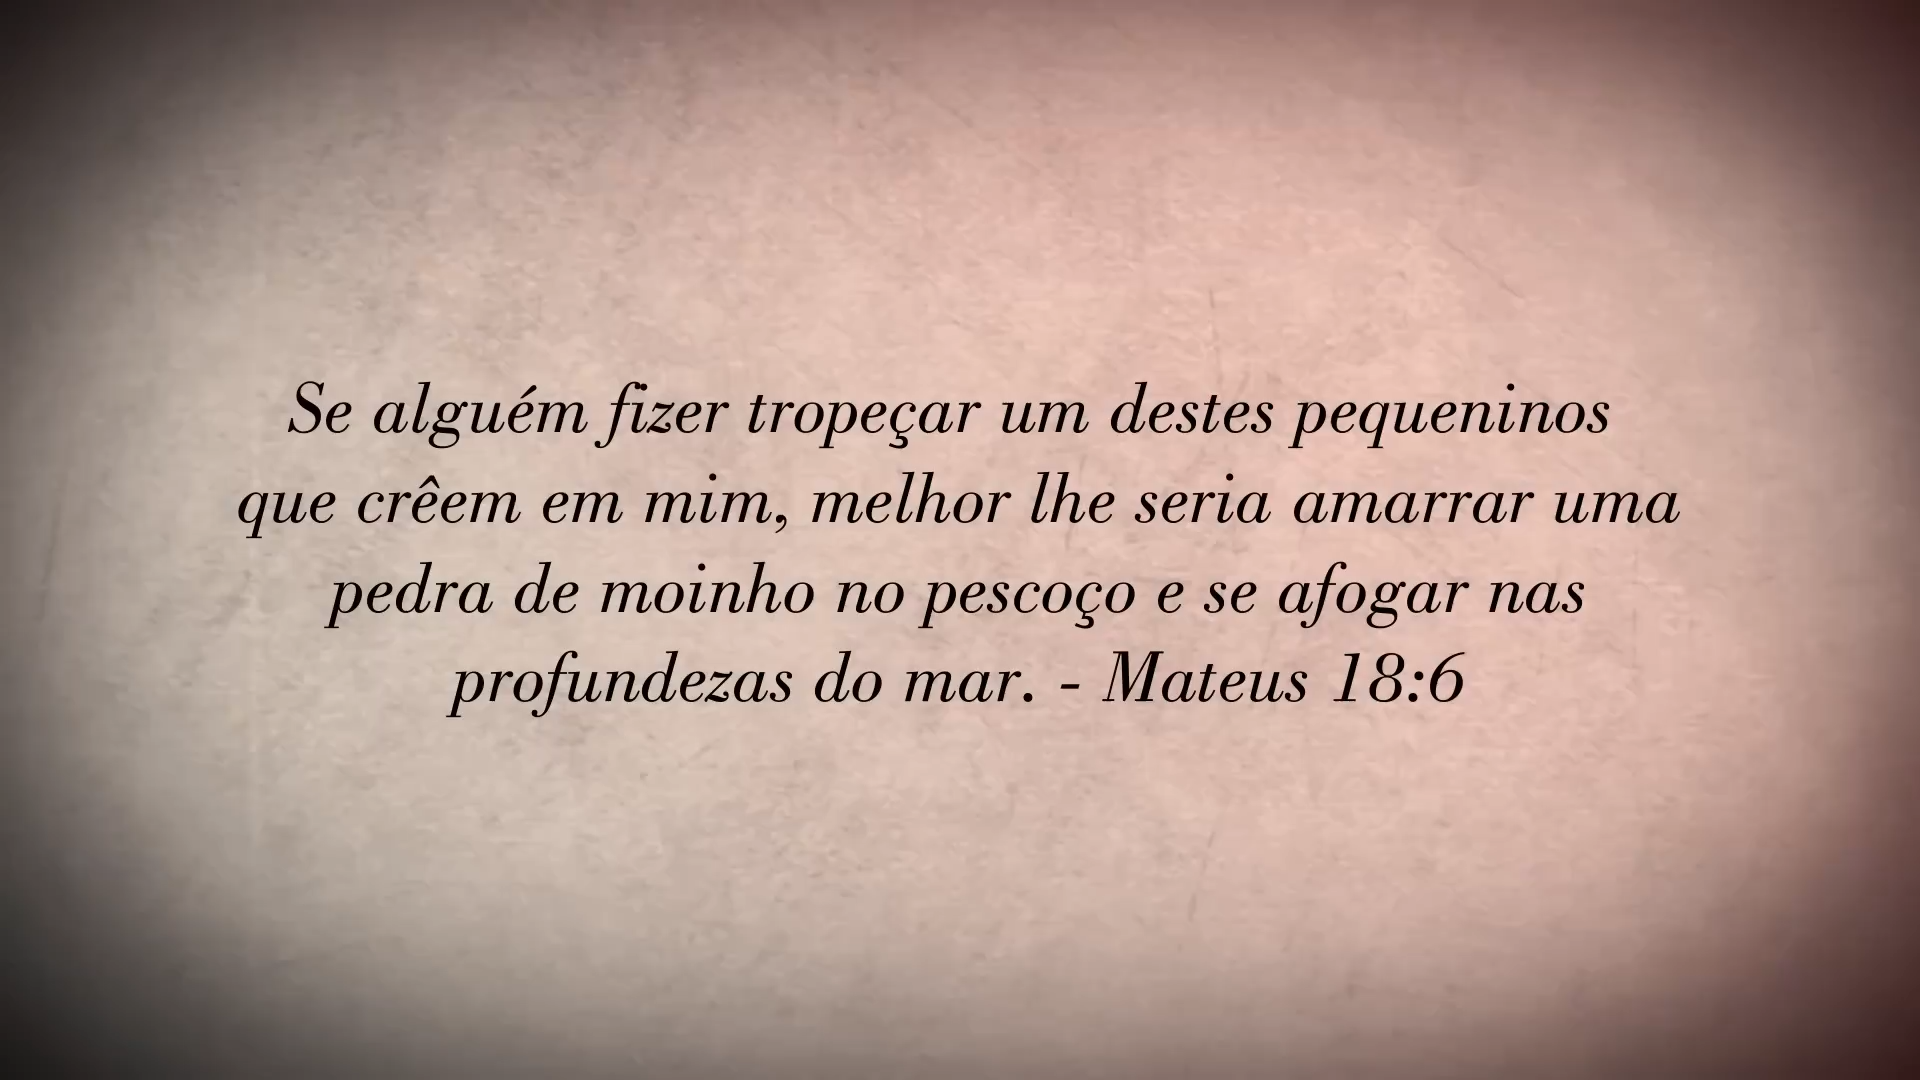 Se alguém fizer tropeçar um destes pequeninos
que crêem em mim, melhor lhe seria amarrar uma
pedra de moinho no pescoço e se afogar nas
profundezas do mar. - Mateus 18:6